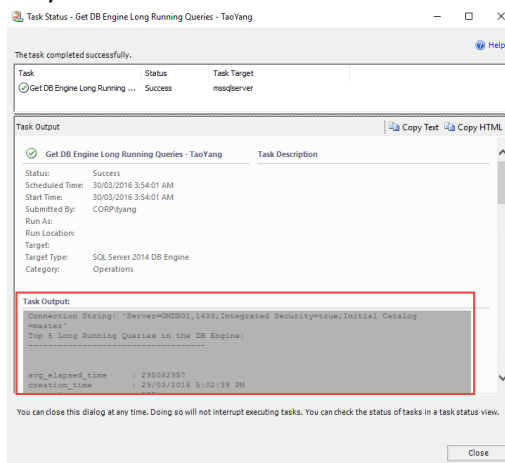 Task Status - Get DB Engine Long Running Queries - TaoYang
Help
The task completed successfully.
Task Status Task Target
Get DB Engine Long Running ... Success mssqlserver
Task Output Copy Text Copy HTML
Get DB Engine Long Running Queries - TaoYang Task Description
Status: Success
Scheduled Time: 30/03/2016 3:54:01 AM
Start Time: 30/03/2016 3:54:01 AM
Submitted By: CORP\tyang
Run As:
Run Location:
Target:
Target Type: SQL Server 2014 DB Engine
Category: Operations
Task Output:
Connection String: 'Server=OMDB01,1433;Integrated Security=true;Initial Catalog
=master'
Top 5 Long Running Queries in the DB Engine:
-----------------------------------
avg_elapsed_time : 295082957
creation_time : 29/03/2016 5:02:39 PM
You can close this dialog at any time. Doing so will not interrupt executing tasks. You can check the status of tasks in a task status view.
Close